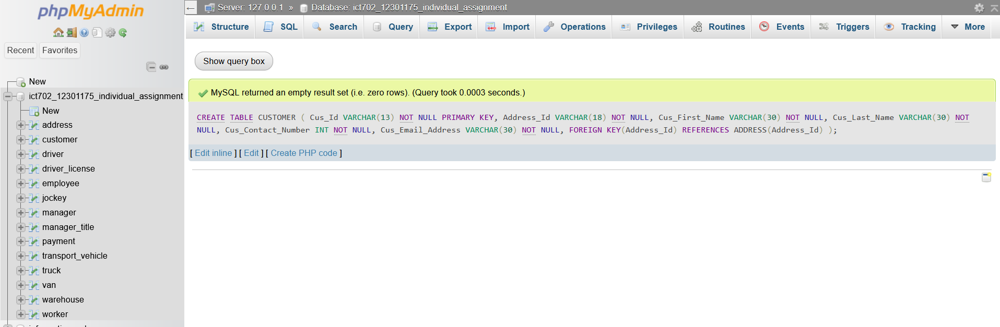 phpMyAdmin
Recent Favorites
New
ict702_12301175_individual_assignment
New
address
customer
driver
driver_license
employee
jockey
manager
manager_title
payment
transport_vehicle
truck
van
warehouse
worker
Server: 127.0.0.1 » Database: ict702_12301175_individual_assignment
Structure SQL Search Query Export Import Operations Privileges Routines Events Triggers Tracking More
Show query box
MySQL returned an empty result set (i.e. zero rows). (Query took 0.0003 seconds.)
CREATE TABLE CUSTOMER ( Cus_Id VARCHAR(13) NOT NULL PRIMARY KEY, Address_Id VARCHAR(18) NOT NULL, Cus_First_Name VARCHAR(30) NOT NULL, Cus_Last_Name VARCHAR(30) NOT
NULL, Cus_Contact_Number INT NOT NULL, Cus_Email_Address VARCHAR(30) NOT NULL, FOREIGN KEY(Address_Id) REFERENCES ADDRESS(Address_Id) );
[ Edit inline ] [ Edit ] [ Create PHP code ]